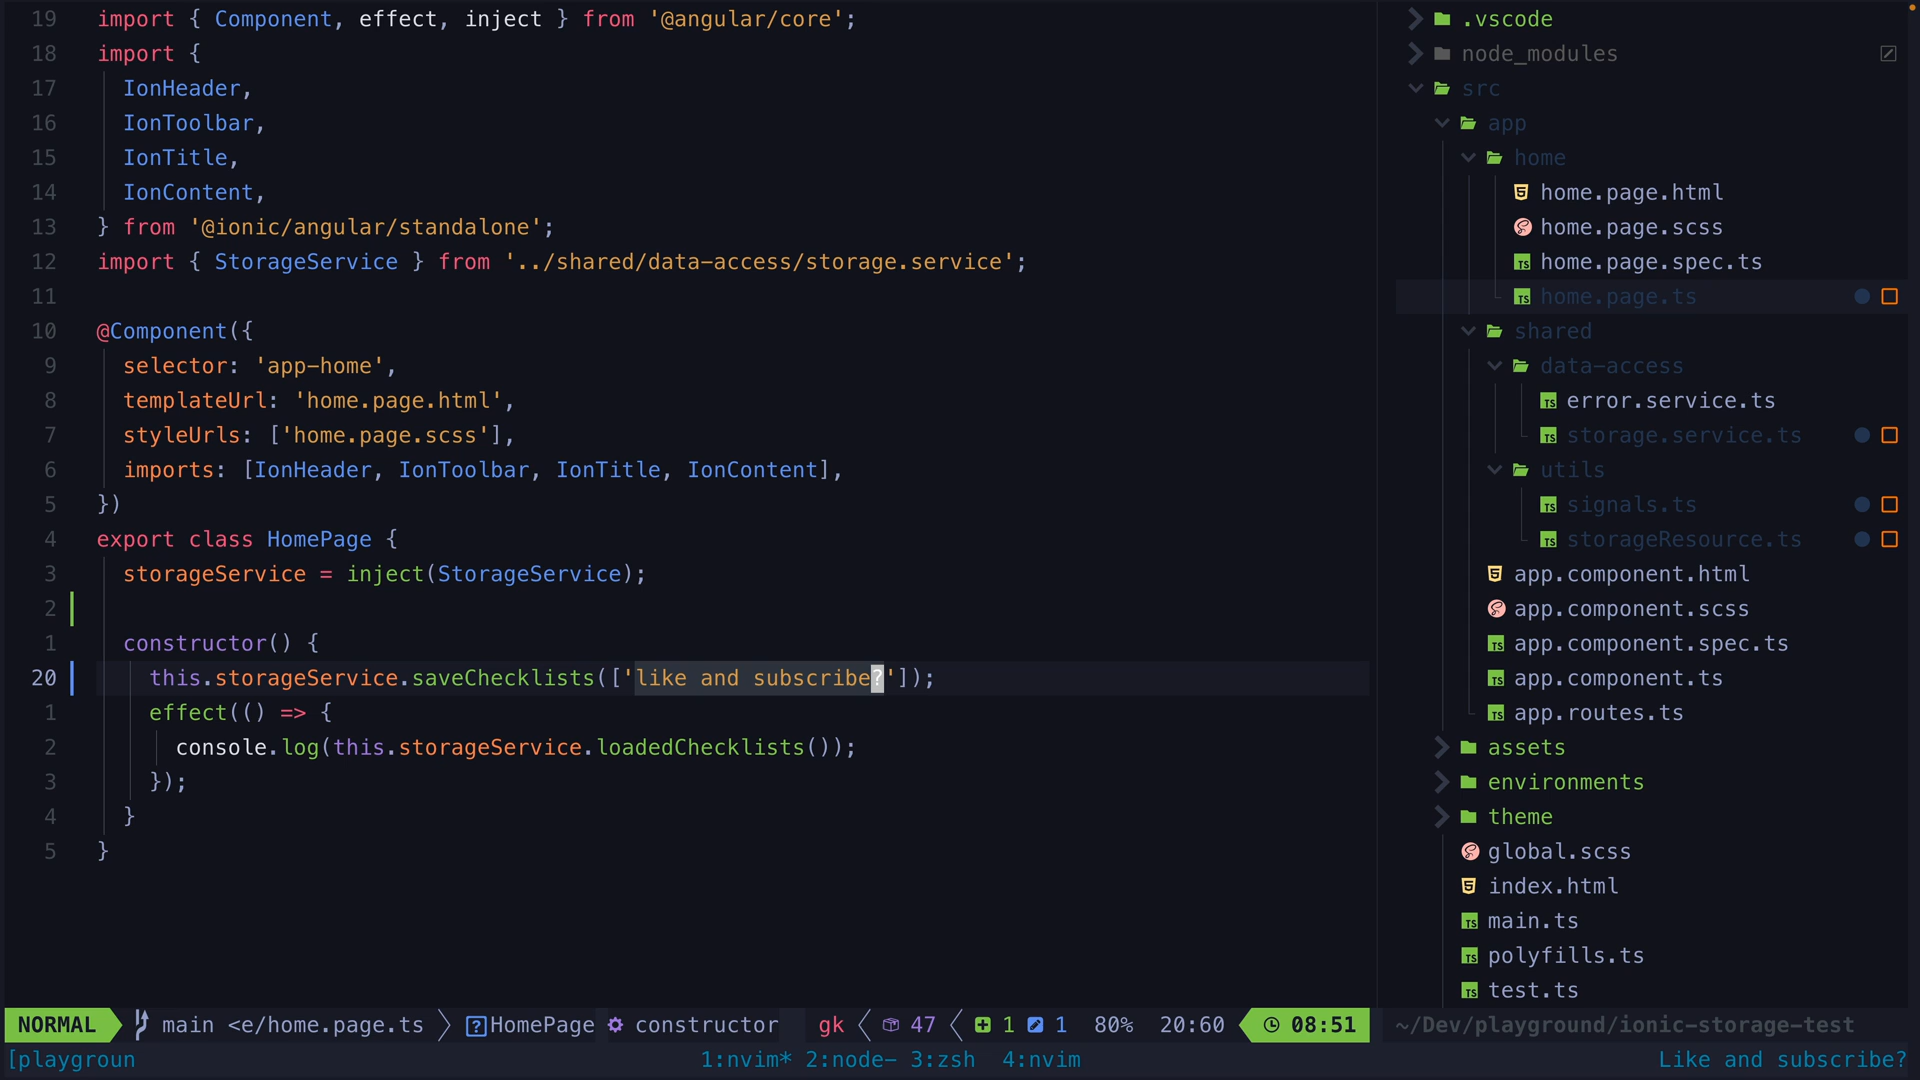 19 import { Component, effect, inject } from '@angular/core';
18 import {
17 IonHeader,
16 IonToolbar,
15 IonTitle,
14 IonContent,
13 } from '@ionic/angular/standalone';
12 import { StorageService } from '../shared/data-access/storage.service';
11
10 @Component({
9 selector: 'app-home',
8 templateUrl: 'home.page.html',
7 styleUrls: ['home.page.scss'],
6 imports: [IonHeader, IonToolbar, IonTitle, IonContent],
5 })
4 export class HomePage {
3 storageService = inject(StorageService);
2
1 constructor() {
20 this.storageService.saveChecklists(['like and subscribe?']);
1 effect(() => {
2 console.log(this.storageService.loadedChecklists());
3 });
4 }
5 }
.vscode
node_modules
src
app
home
home.page.html
home.page.scss
home.page.spec.ts
home.page.ts
shared
data-access
error.service.ts
storage.service.ts
utils
signals.ts
storageResource.ts
app.component.html
app.component.scss
app.component.spec.ts
app.component.ts
app.routes.ts
assets
environments
theme
global.scss
index.html
main.ts
polyfills.ts
test.ts
NORMAL main <e/home.page.ts HomePage constructor gk 47 1 1 80% 20:60 08:51 ~/Dev/playground/ionic-storage-test
[playgroun 1:nvim* 2:node- 3:zsh 4:nvim Like and subscribe?